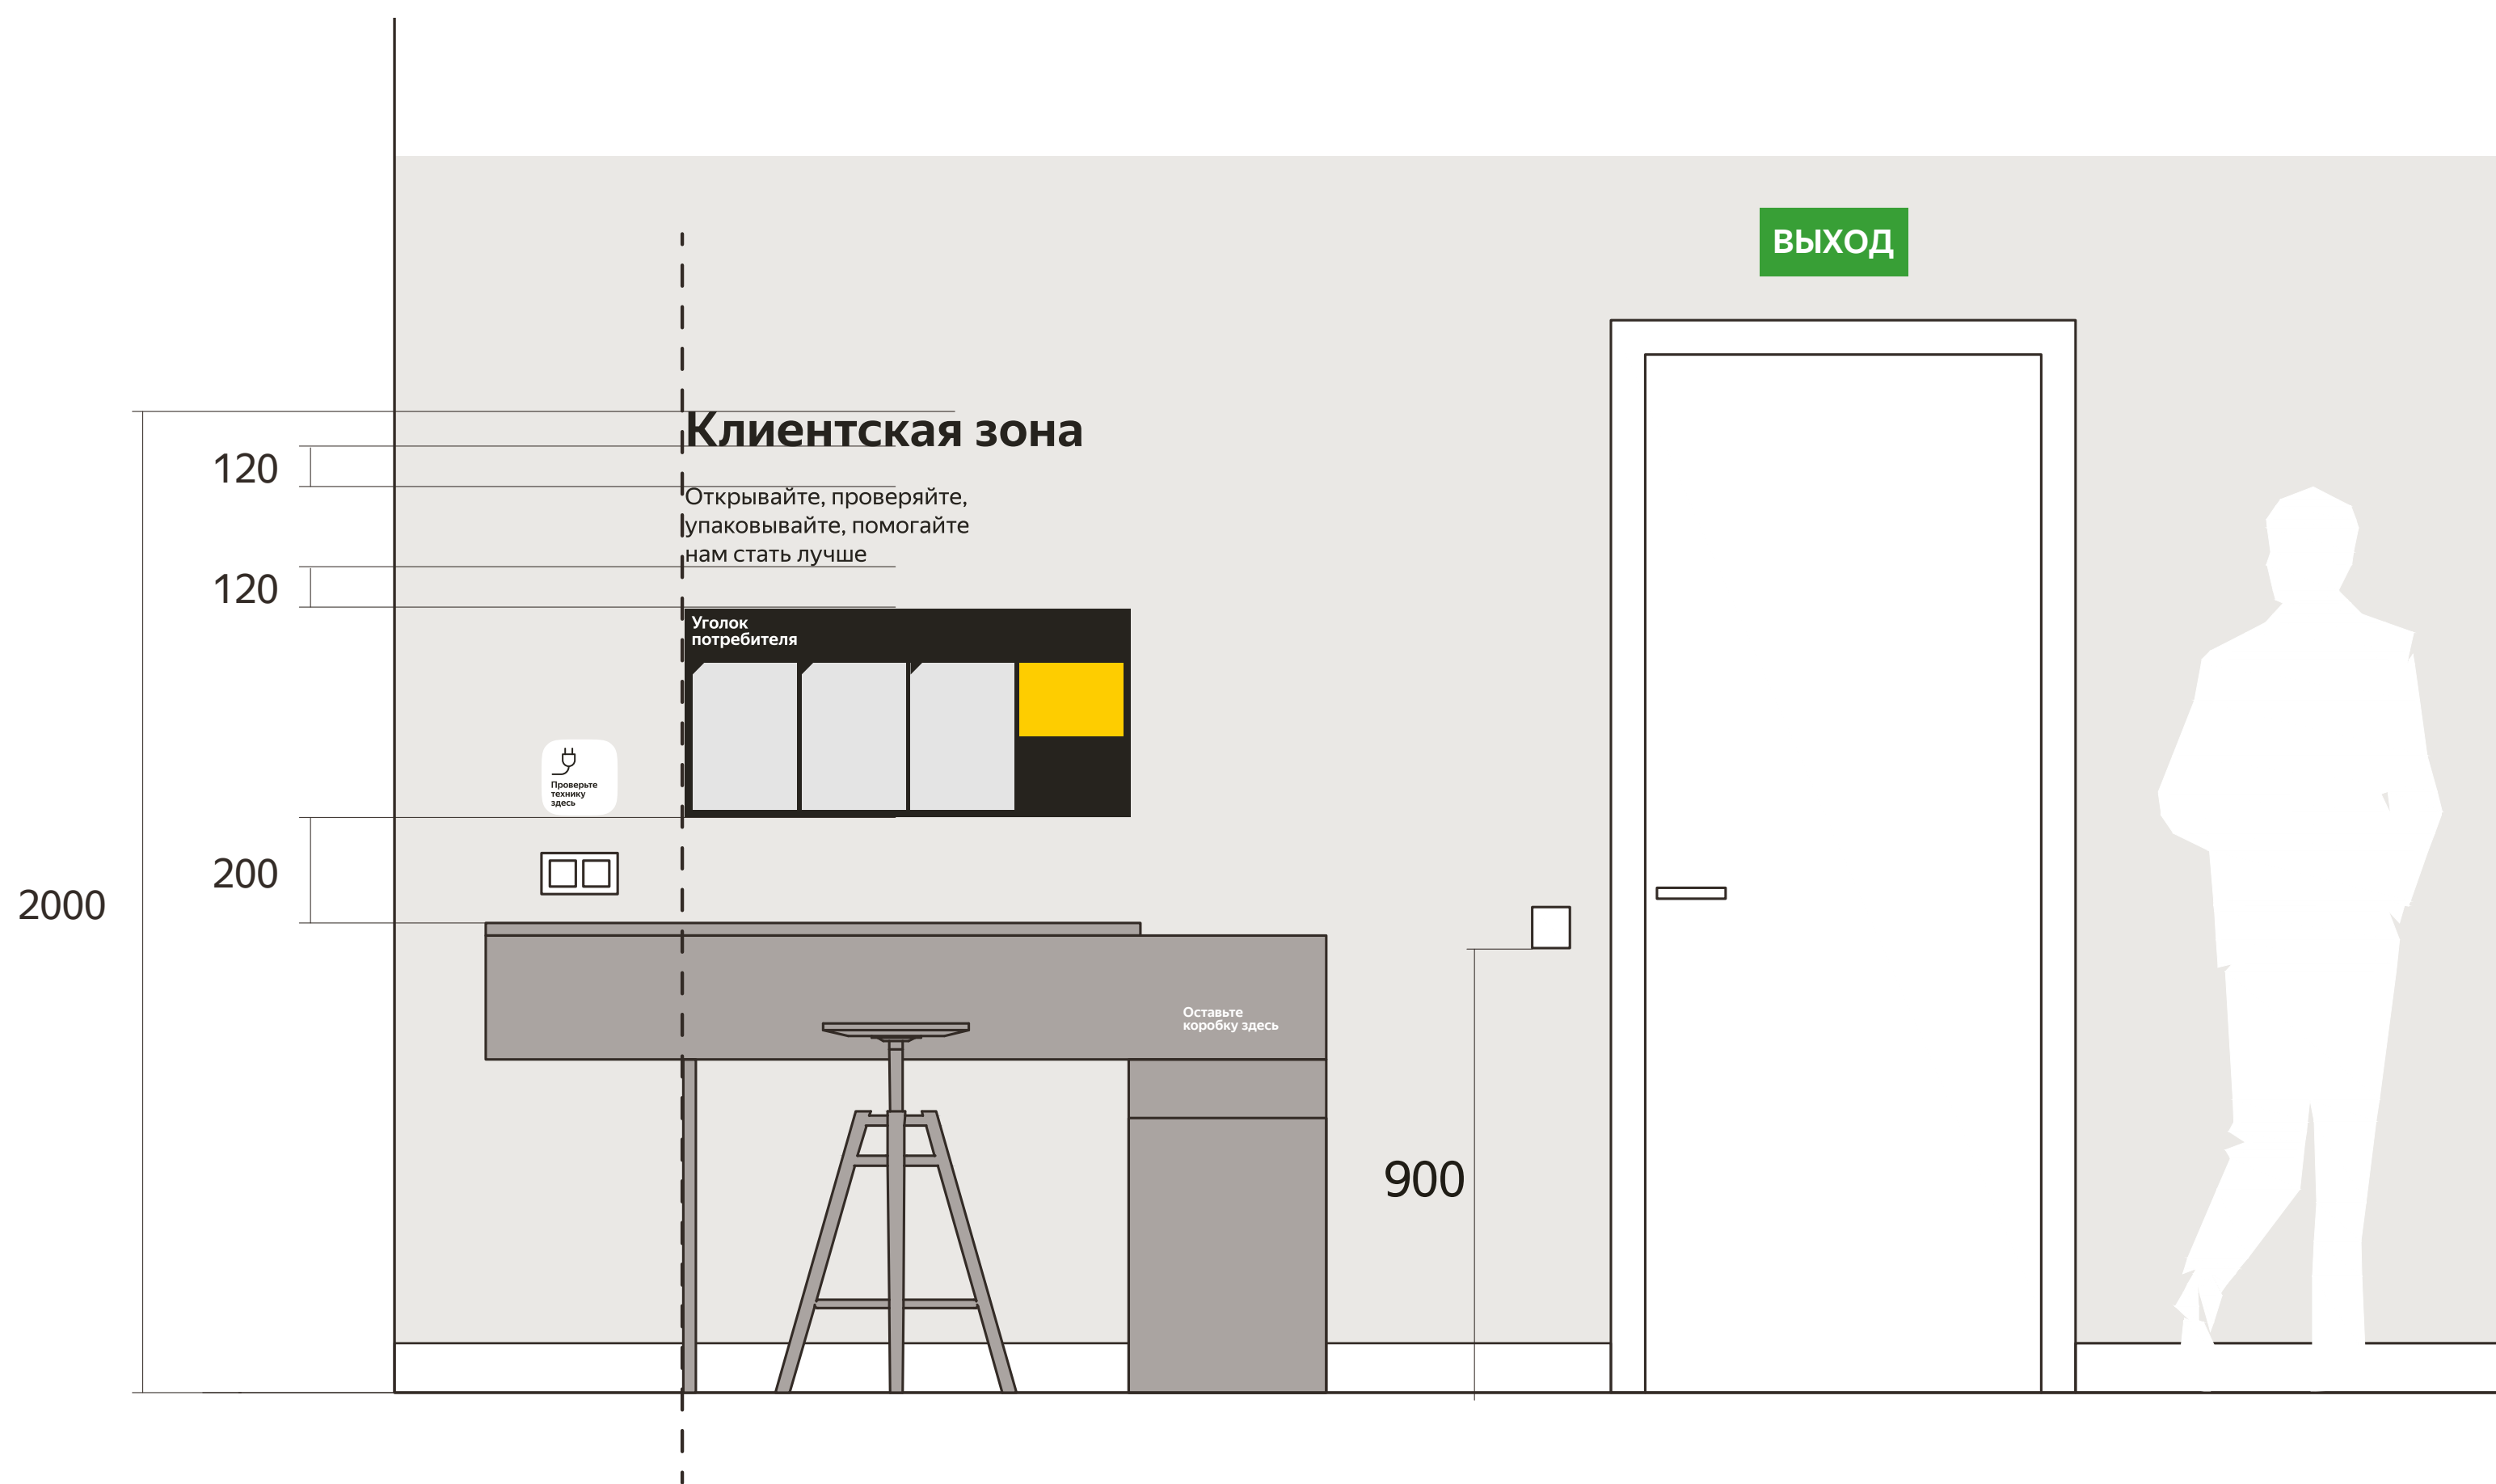 ВЫХОД
Клиентская зона
120
Открывайте, проверяйте,
упаковывайте, помогайте
нам стать лучше
120
Уголок
потребителя
Проверьте
технику
здесь
200
2000
Оставьте
коробку здесь
900